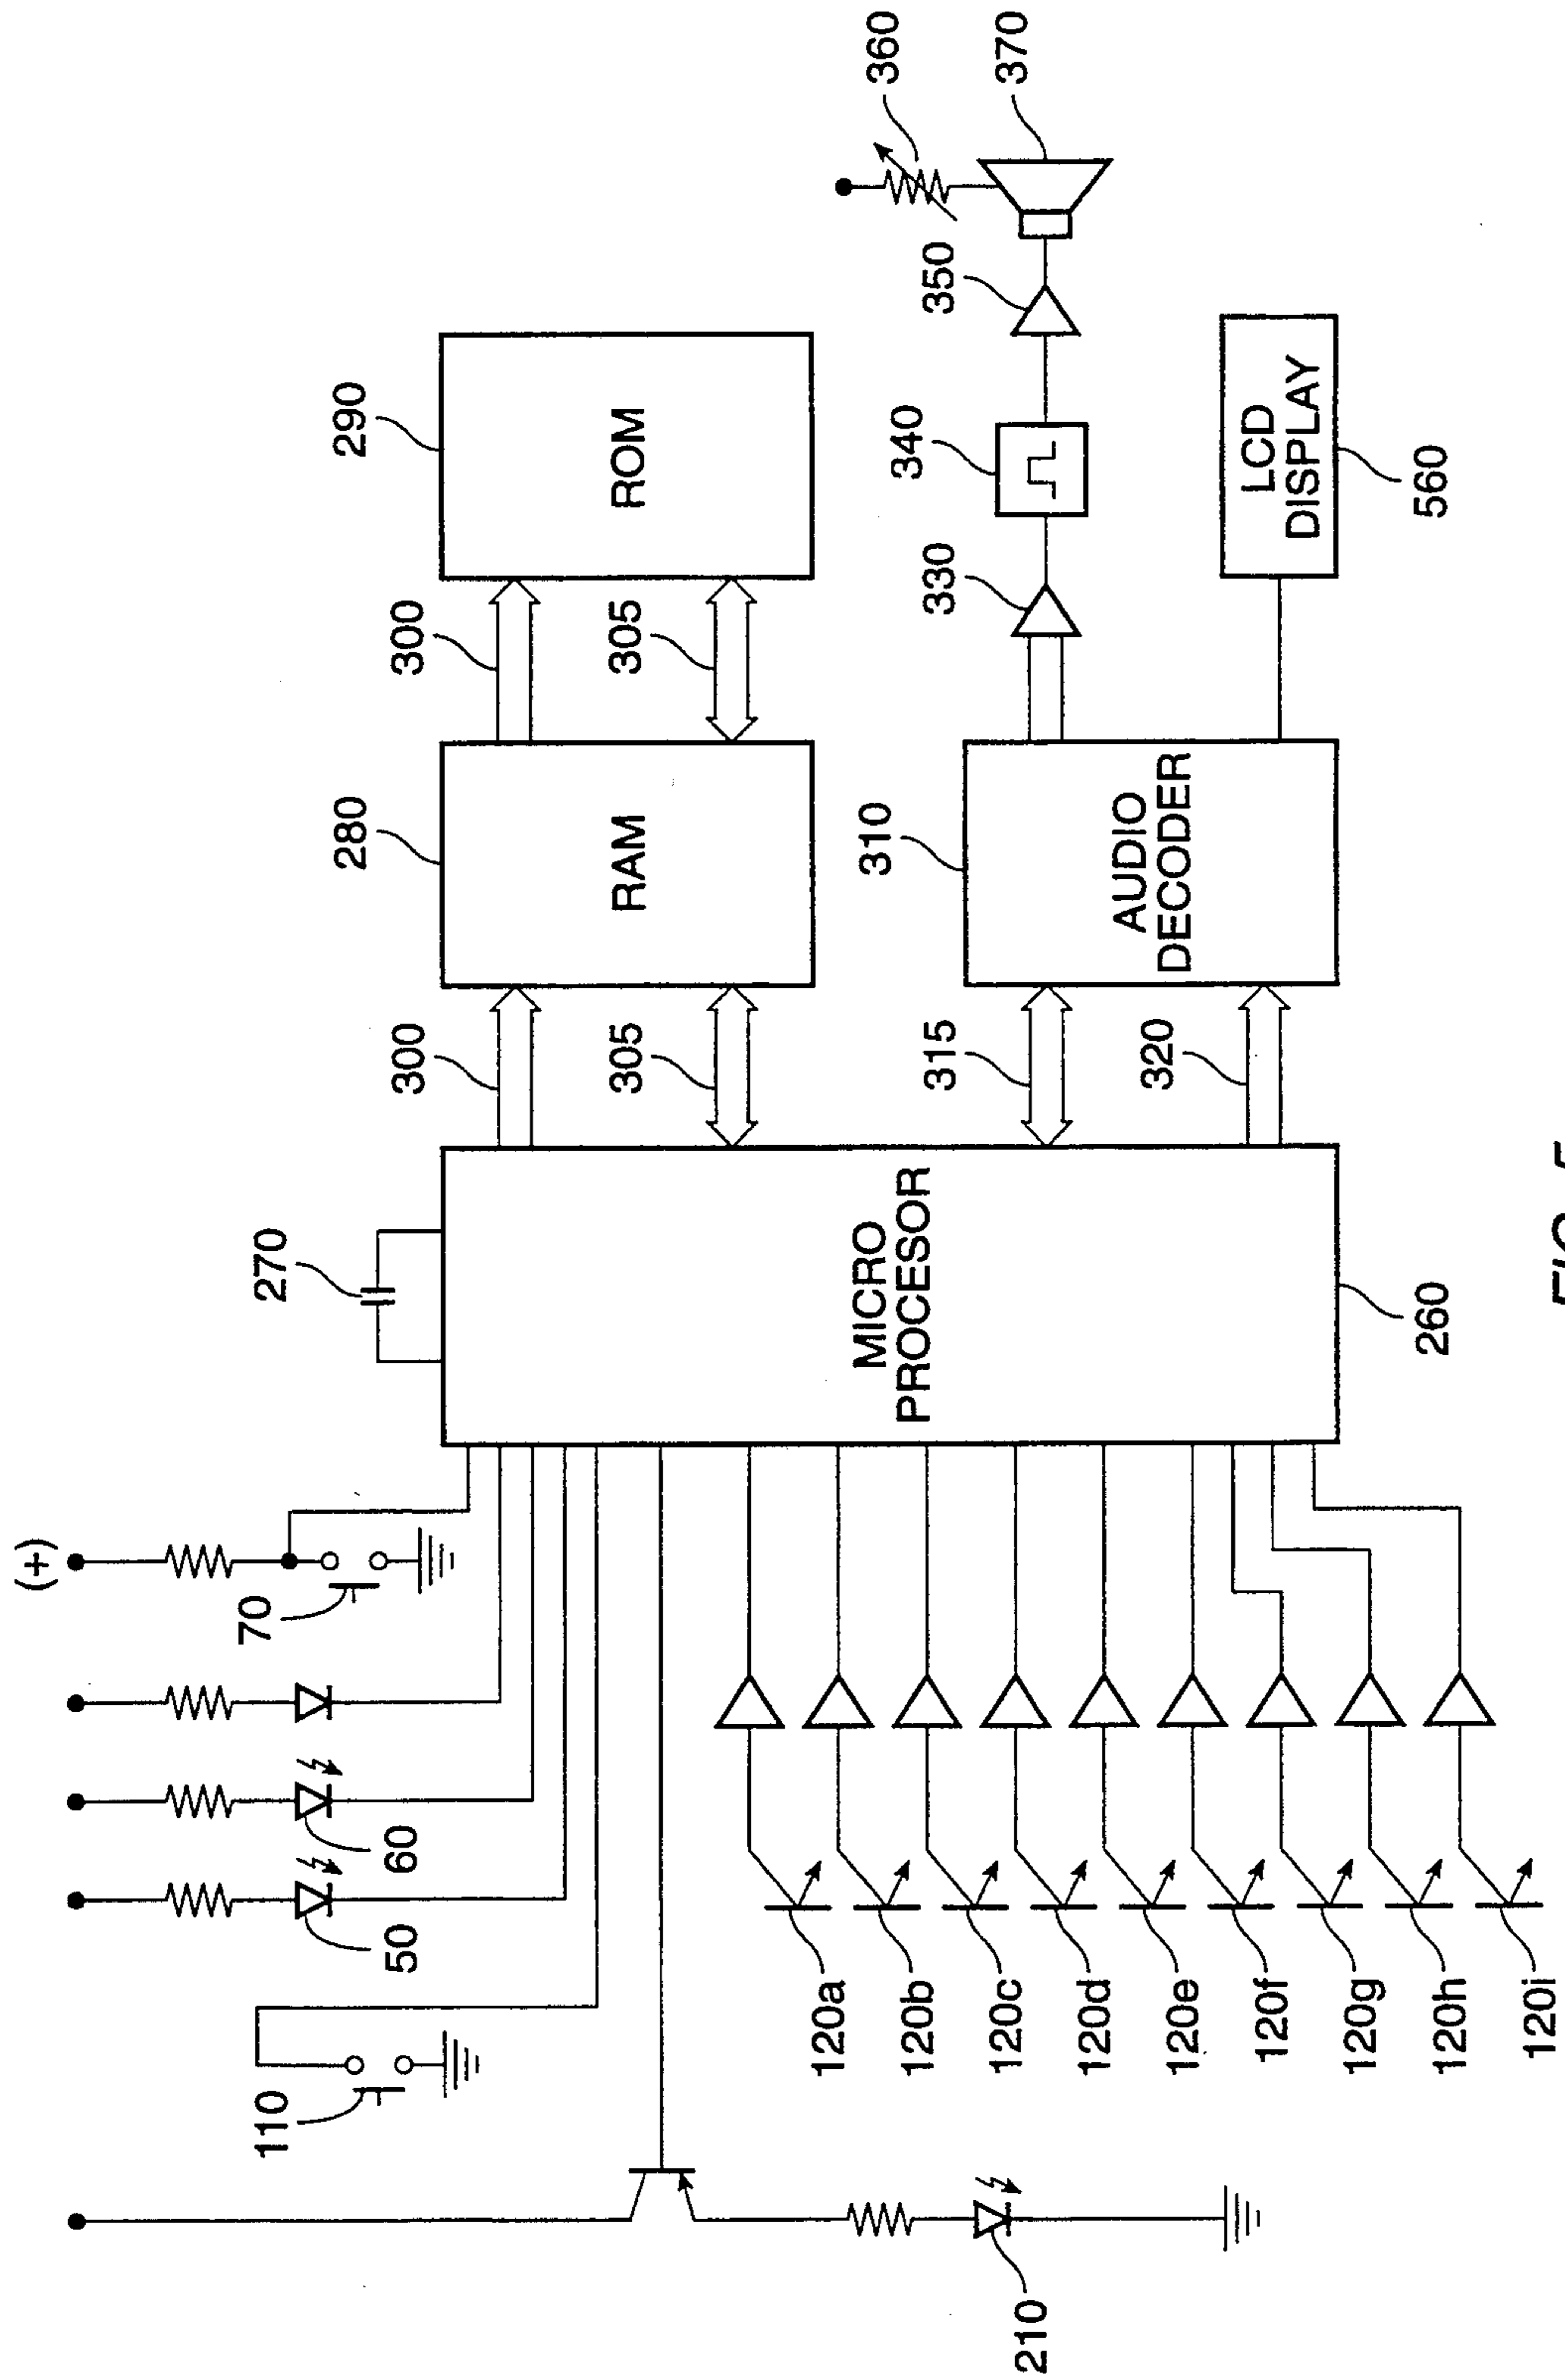 (+)
70
60
50
110
210
270
MICRO
PROCESOR
260
120a
120b
120c
120d
120e
120f
120g
120h
120i
300
305
280
RAM
300
305
290
ROM
315
320
310
AUDIO
DECODER
330
340
350
360
370
LCD
DISPLAY
560